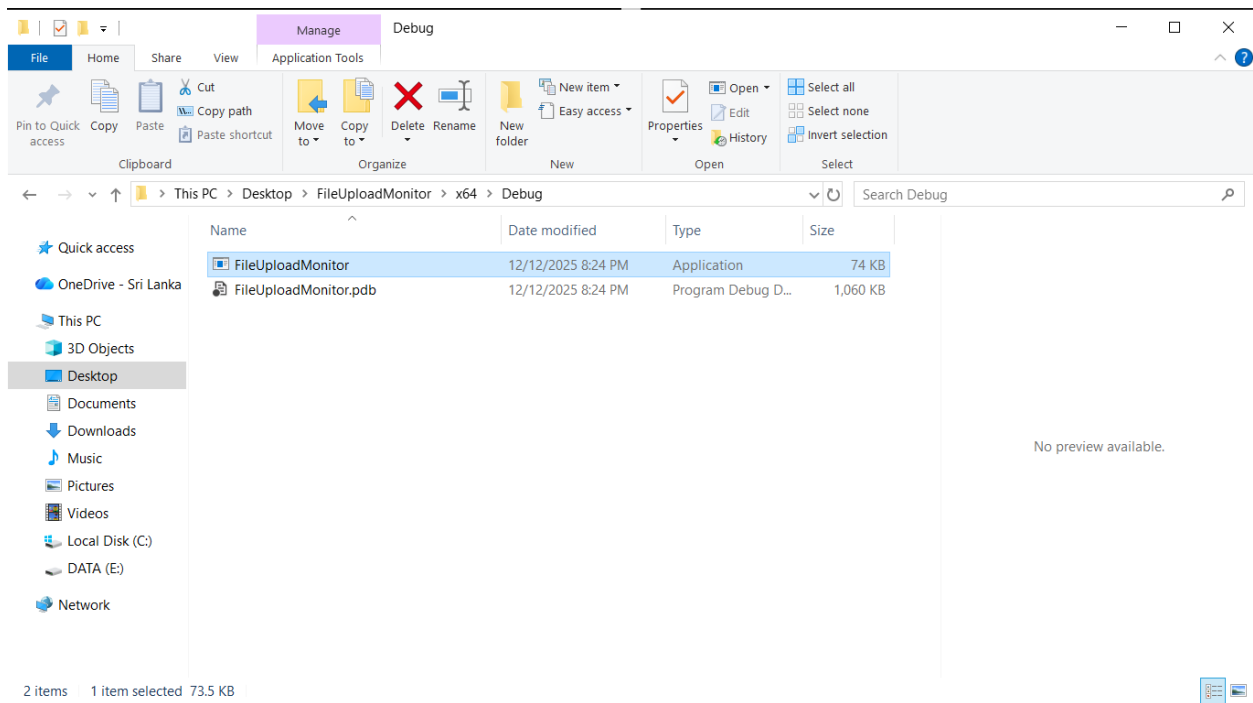 Manage
Debug
File
Home
Share
View
Application Tools
?
Pin to Quick access
Copy
Paste
Cut
Copy path
Paste shortcut
Clipboard
Move to
Copy to
Delete
Rename
Organize
New folder
New item
Easy access
New
Properties
Open
Edit
History
Open
Select all
Select none
Invert selection
Select
This PC > Desktop > FileUploadMonitor > x64 > Debug
Search Debug
Quick access
OneDrive - Sri Lanka
This PC
3D Objects
Desktop
Documents
Downloads
Music
Pictures
Videos
Local Disk (C:)
DATA (E:)
Network
Name Date modified Type Size
FileUploadMonitor 12/12/2025 8:24 PM Application 74 KB
FileUploadMonitor.pdb 12/12/2025 8:24 PM Program Debug D... 1,060 KB
No preview available.
2 items 1 item selected 73.5 KB